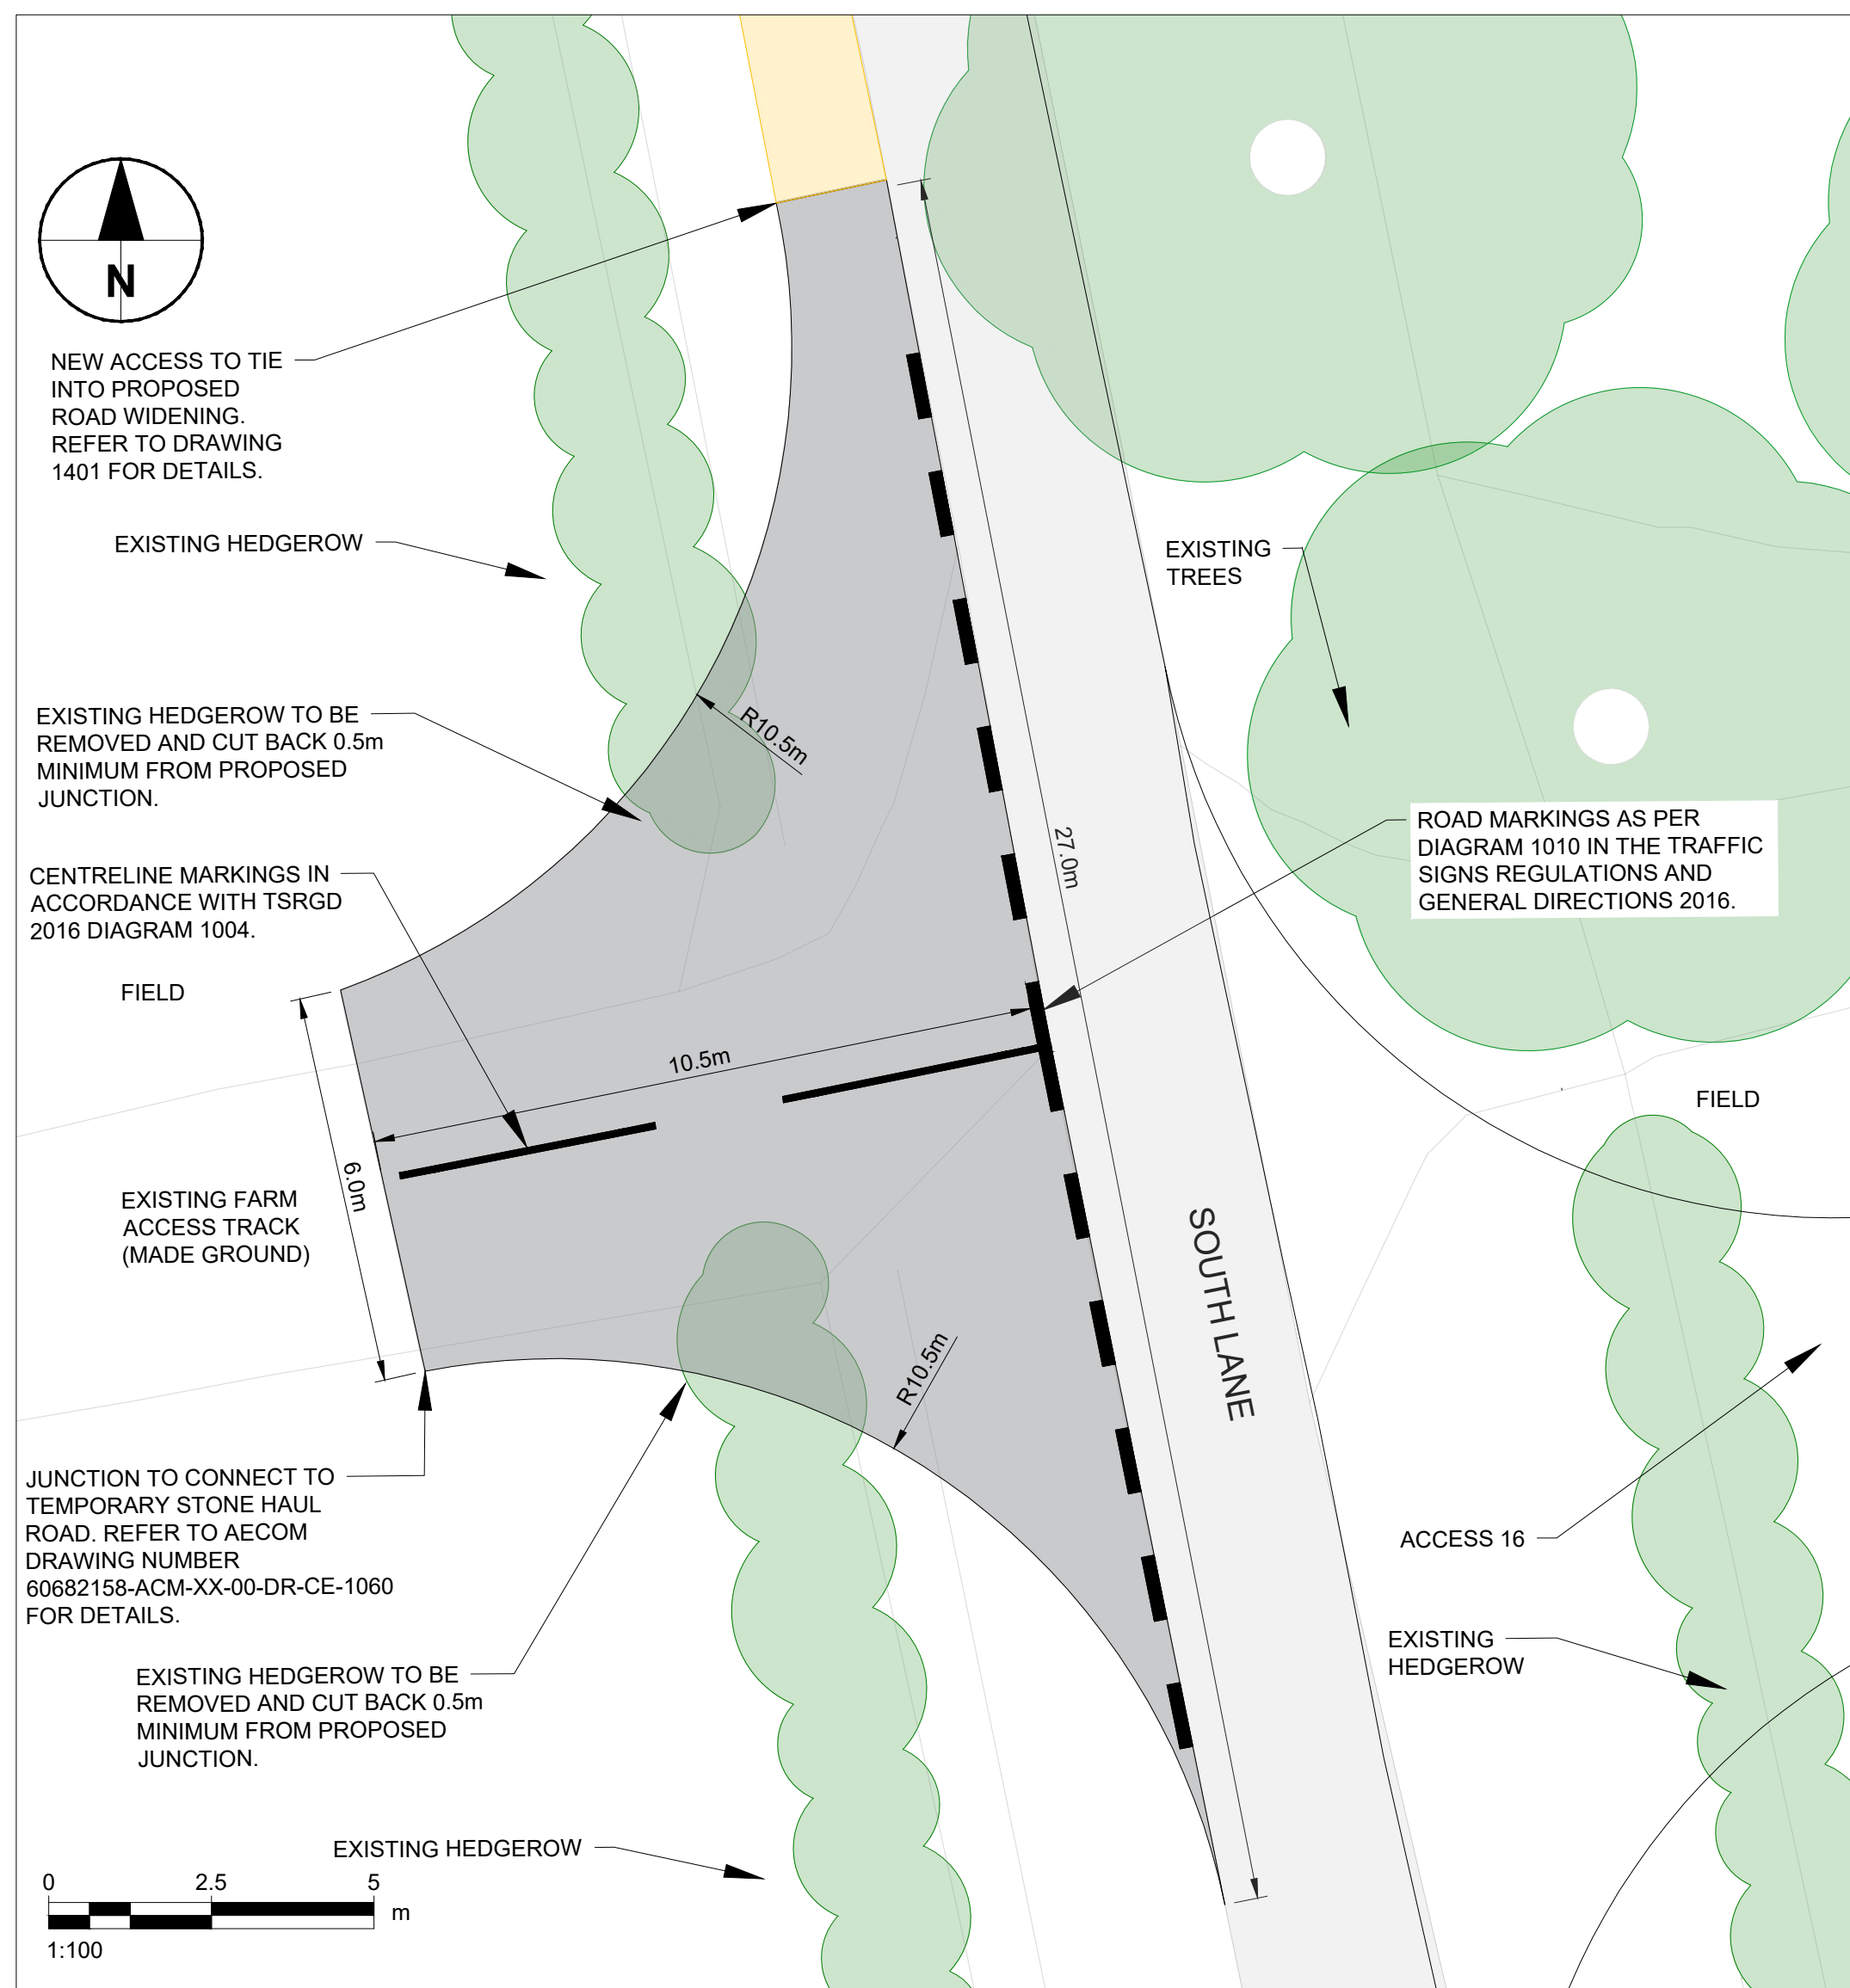 N
NEW ACCESS TO TIE
INTO PROPOSED
ROAD WIDENING.
REFER TO DRAWING
1401 FOR DETAILS.
EXISTING HEDGEROW
EXISTING
TREES
EXISTING HEDGEROW TO BE
REMOVED AND CUT BACK 0.5m
MINIMUM FROM PROPOSED
JUNCTION.
R10.5m
27.0m
ROAD MARKINGS AS PER
DIAGRAM 1010 IN THE TRAFFIC
SIGNS REGULATIONS AND
GENERAL DIRECTIONS 2016.
CENTRELINE MARKINGS IN
ACCORDANCE WITH TSRGD
2016 DIAGRAM 1004.
FIELD
10.5m
FIELD
6.0m
EXISTING FARM
ACCESS TRACK
(MADE GROUND)
SOUTH LANE
R10.5m
JUNCTION TO CONNECT TO
TEMPORARY STONE HAUL
ROAD. REFER TO AECOM
DRAWING NUMBER
60682158-ACM-XX-00-DR-CE-1060
FOR DETAILS.
ACCESS 16
EXISTING
HEDGEROW
EXISTING HEDGEROW TO BE
REMOVED AND CUT BACK 0.5m
MINIMUM FROM PROPOSED
JUNCTION.
EXISTING HEDGEROW
0 2.5 5
m
1:100